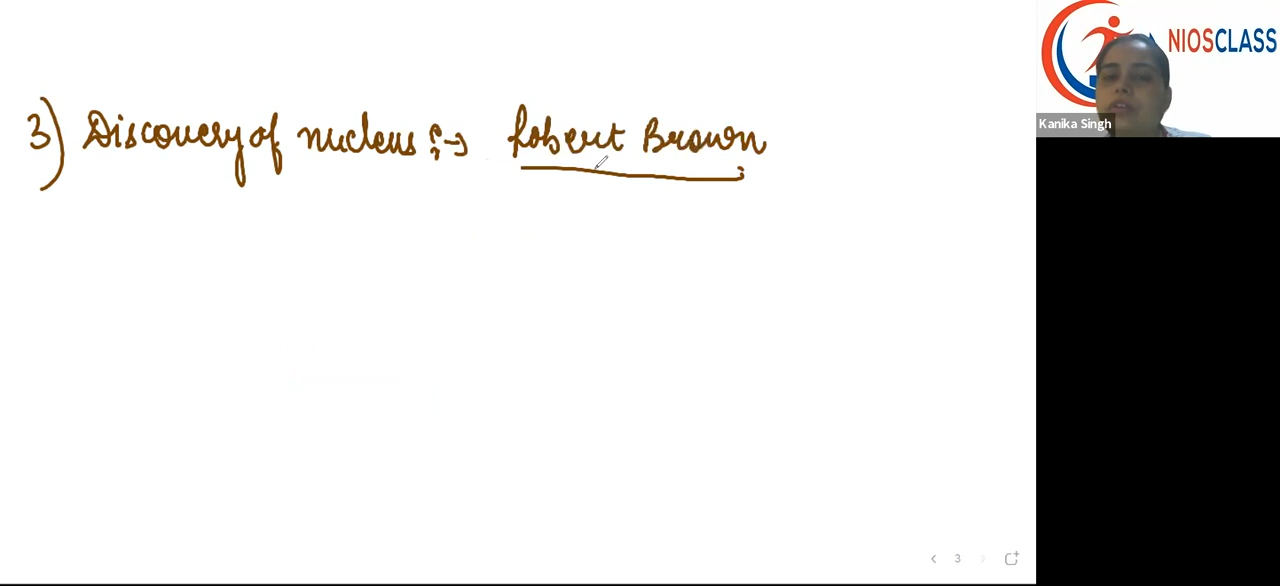 NIOSCLASS
Kanika Singh
3) Discovery of nucleus :→ Robert Brown
3